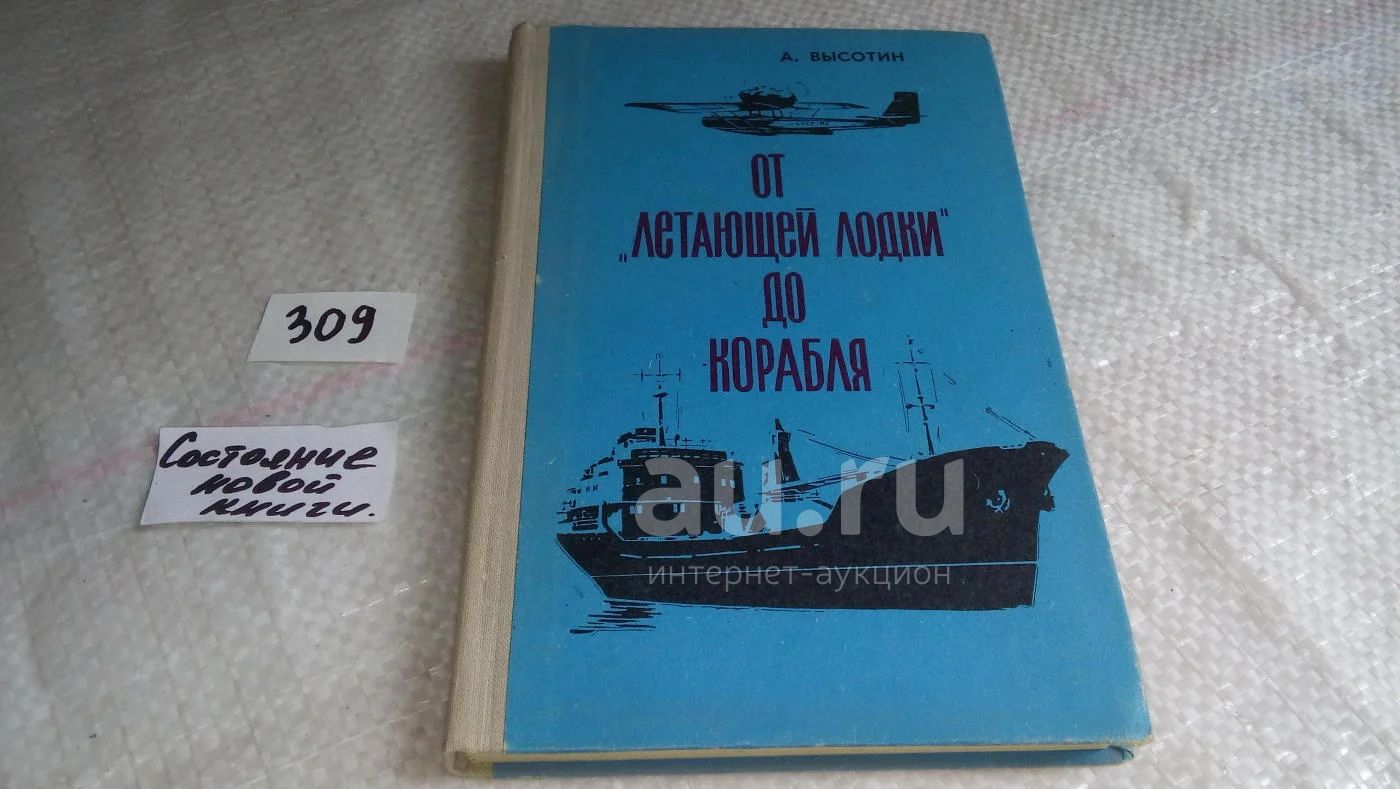 А. ВЫСОТИН
ОТ
„ЛЕТАЮЩЕЙ ЛОДКИ"
ДО
КОРАБЛЯ
309
Состояние
новой
книги.
au.ru
интернет-аукцион